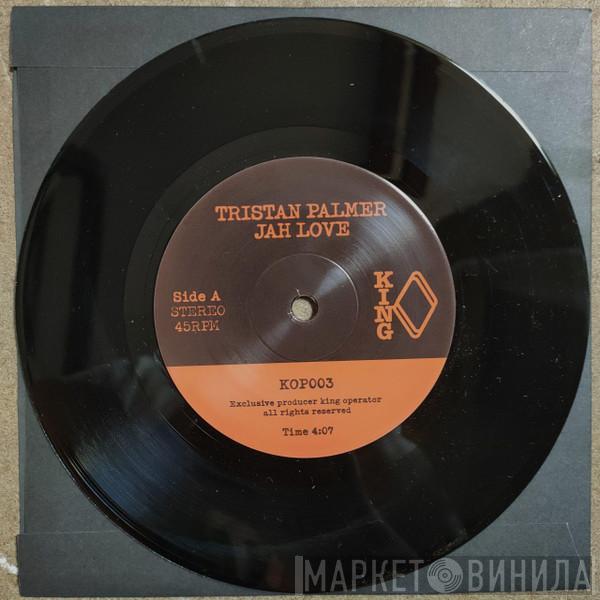 TRISTAN PALMER
JAH LOVE
Side A
STEREO
45RPM
KING
KOP003
Exclusive producer king operator
all rights reserved
Time 4:07
МАРКЕТ ВИНИЛА